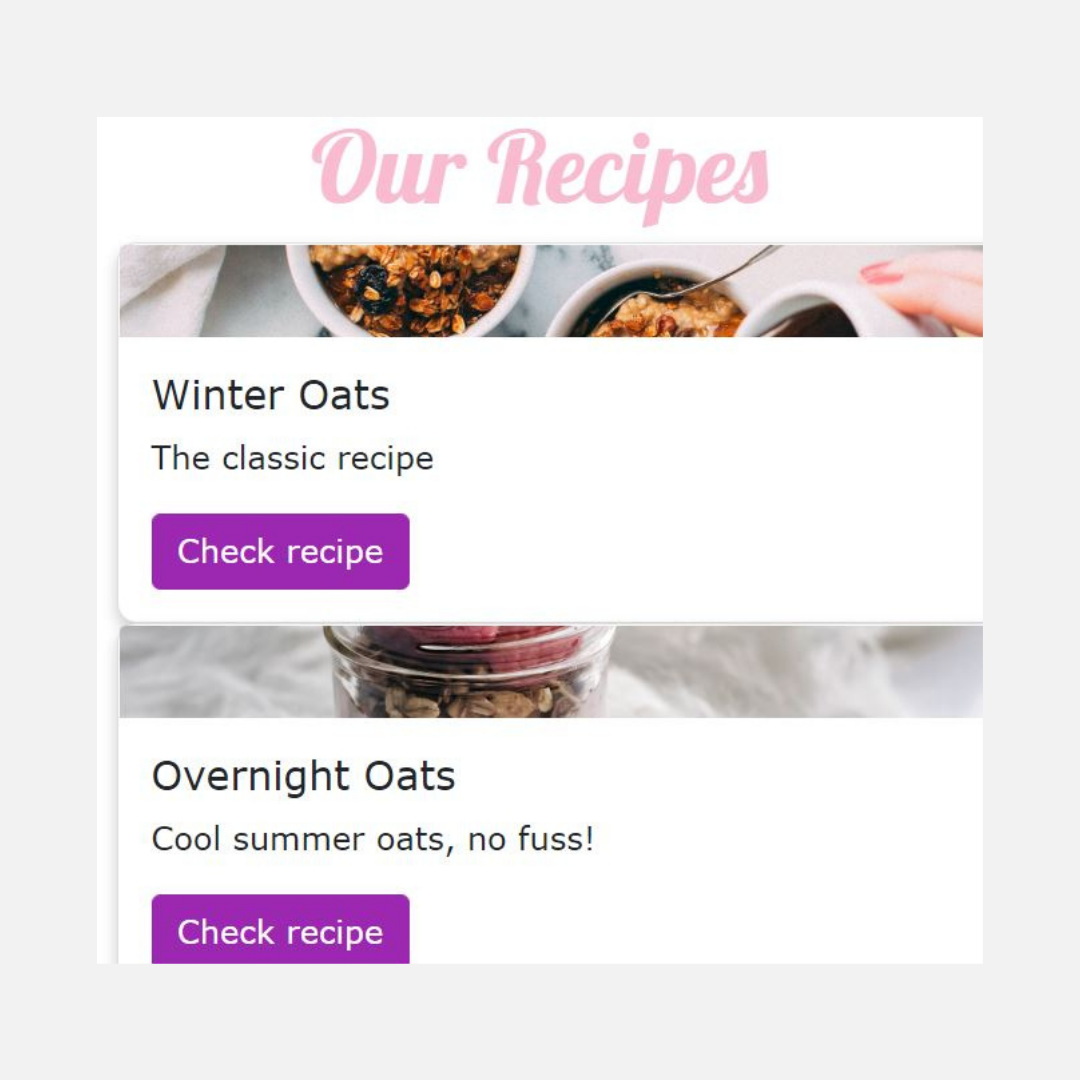 Our Recipes
Winter Oats
The classic recipe
Check recipe
Overnight Oats
Cool summer oats, no fuss!
Check recipe